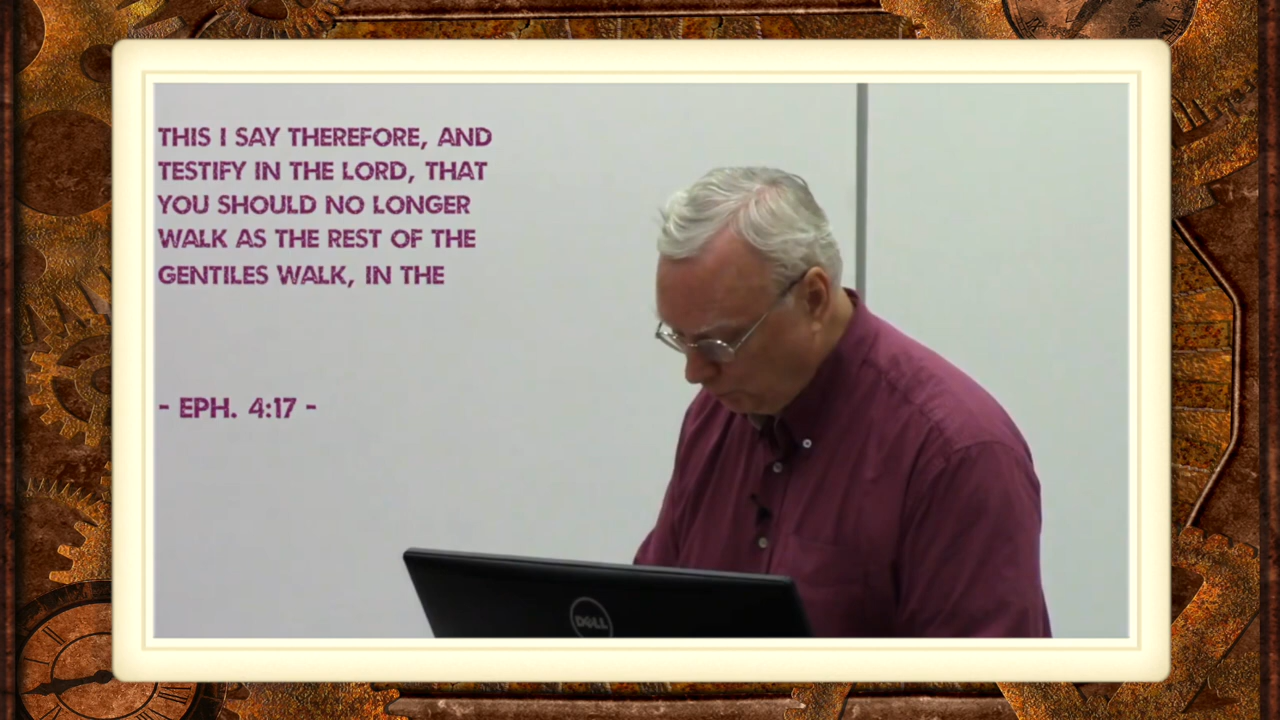 THIS I SAY THEREFORE, AND
TESTIFY IN THE LORD, THAT
YOU SHOULD NO LONGER
WALK AS THE REST OF THE
GENTILES WALK, IN THE
- EPH. 4:17 -
DELL